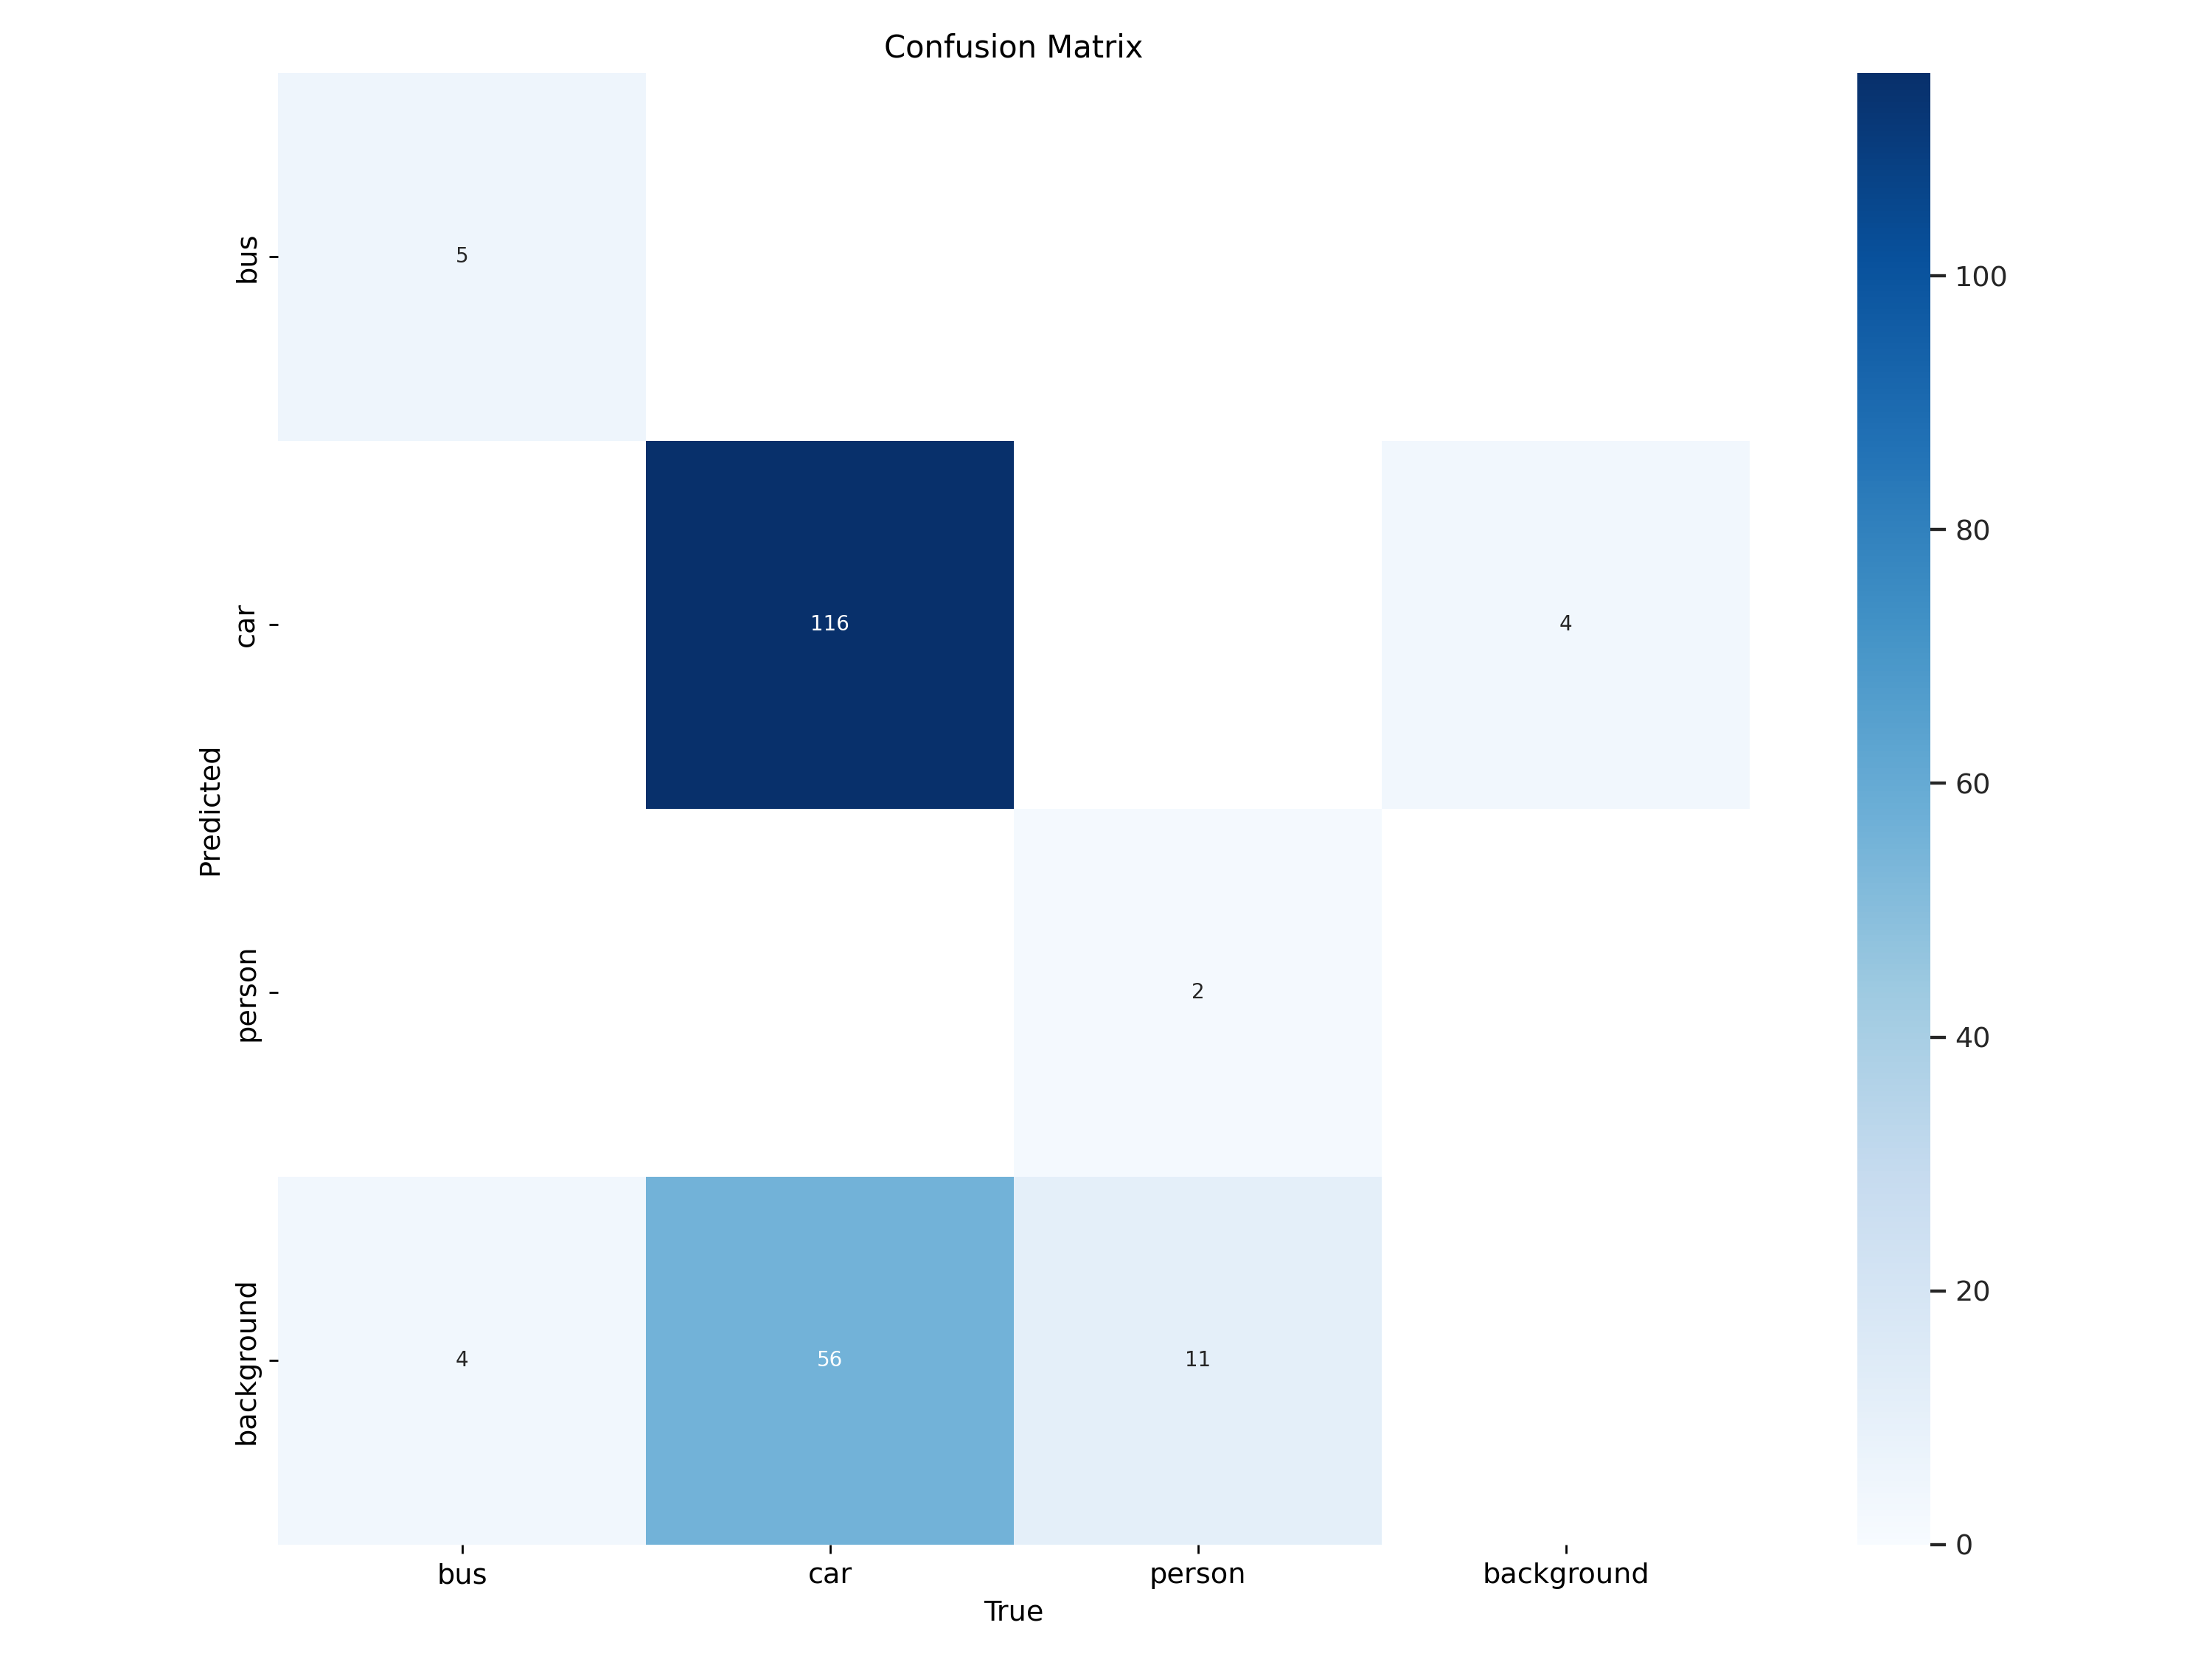 Confusion Matrix
bus
5
car
116
4
person
2
background
4
56
11
Predicted
bus
car
person
background
True
100
80
60
40
20
0